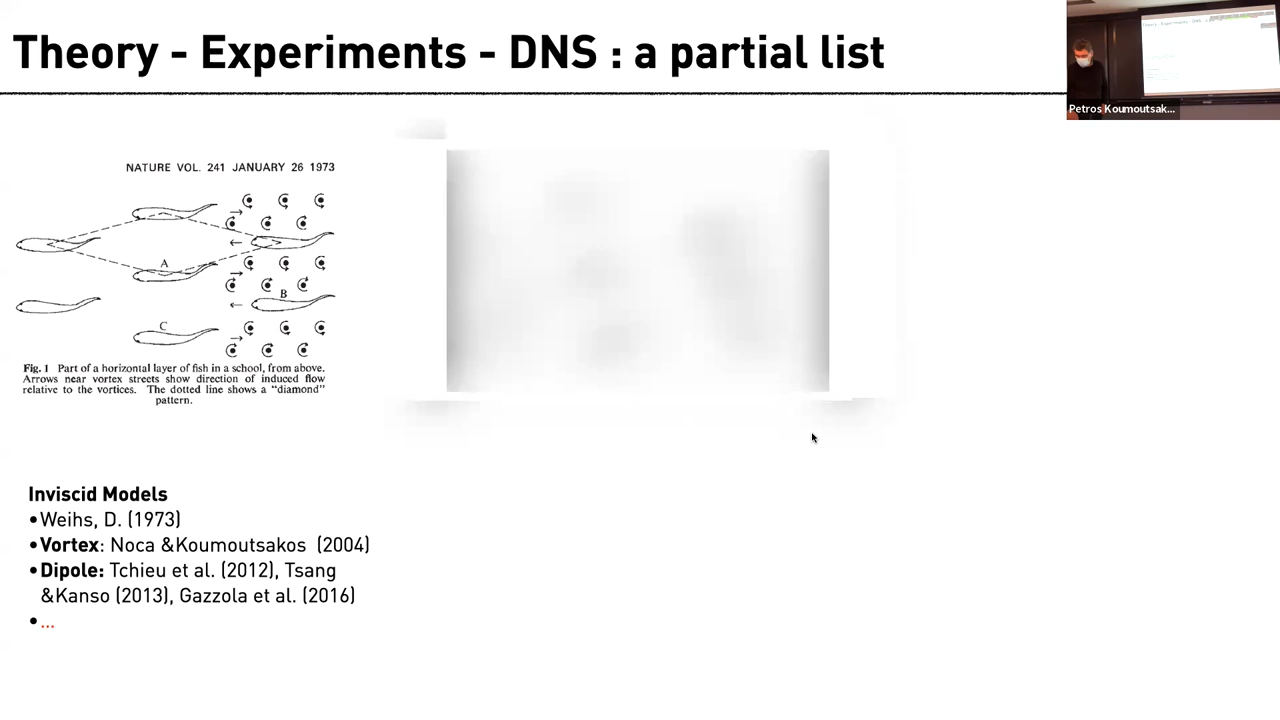 Theory - Experiments - DNS : a partial list
Petros Koumoutsak...
NATURE VOL. 241 JANUARY 26 1973
A
B
C
Fig. 1 Part of a horizontal layer of fish in a school, from above.
Arrows near vortex streets show direction of induced flow
relative to the vortices. The dotted line shows a "diamond"
pattern.
Inviscid Models
•Weihs, D. (1973)
•Vortex: Noca &Koumoutsakos (2004)
•Dipole: Tchieu et al. (2012), Tsang
&Kanso (2013), Gazzola et al. (2016)
•...